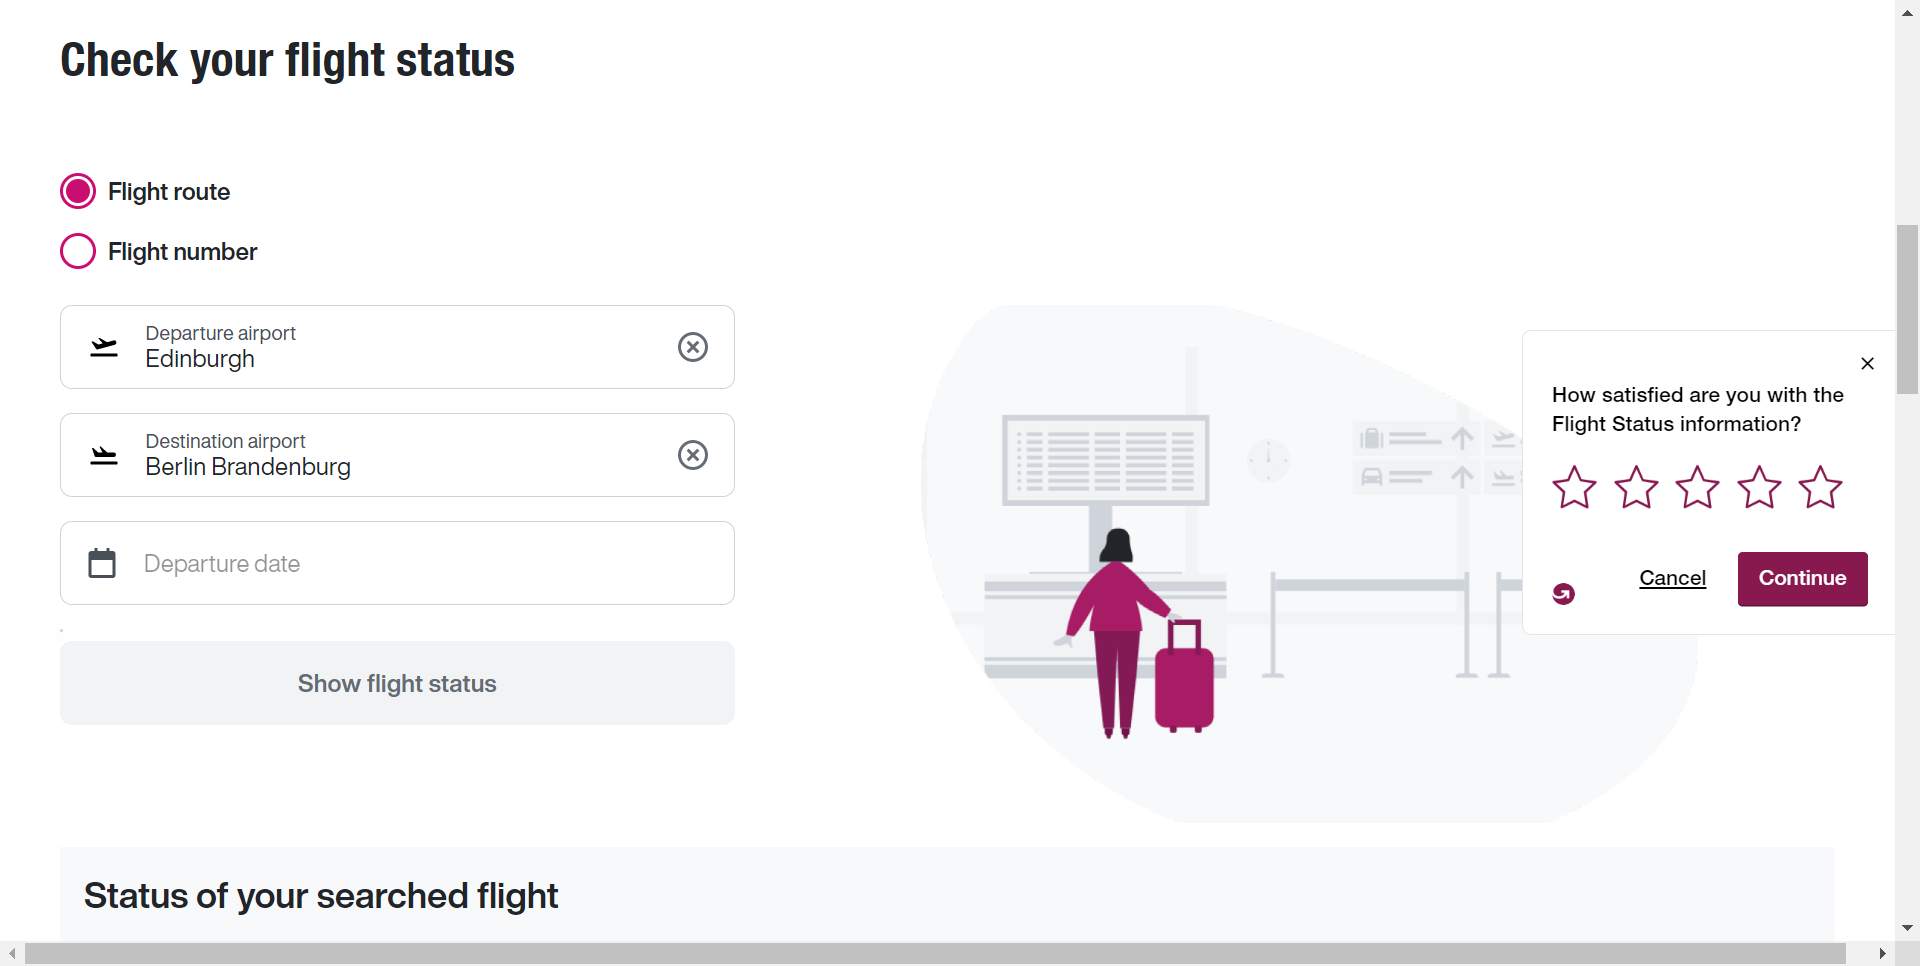 Check your flight status
Flight route
Flight number
Departure airport
Edinburgh
Destination airport
Berlin Brandenburg
Departure date
Show flight status
How satisfied are you with the
Flight Status information?
Cancel
Continue
Status of your searched flight